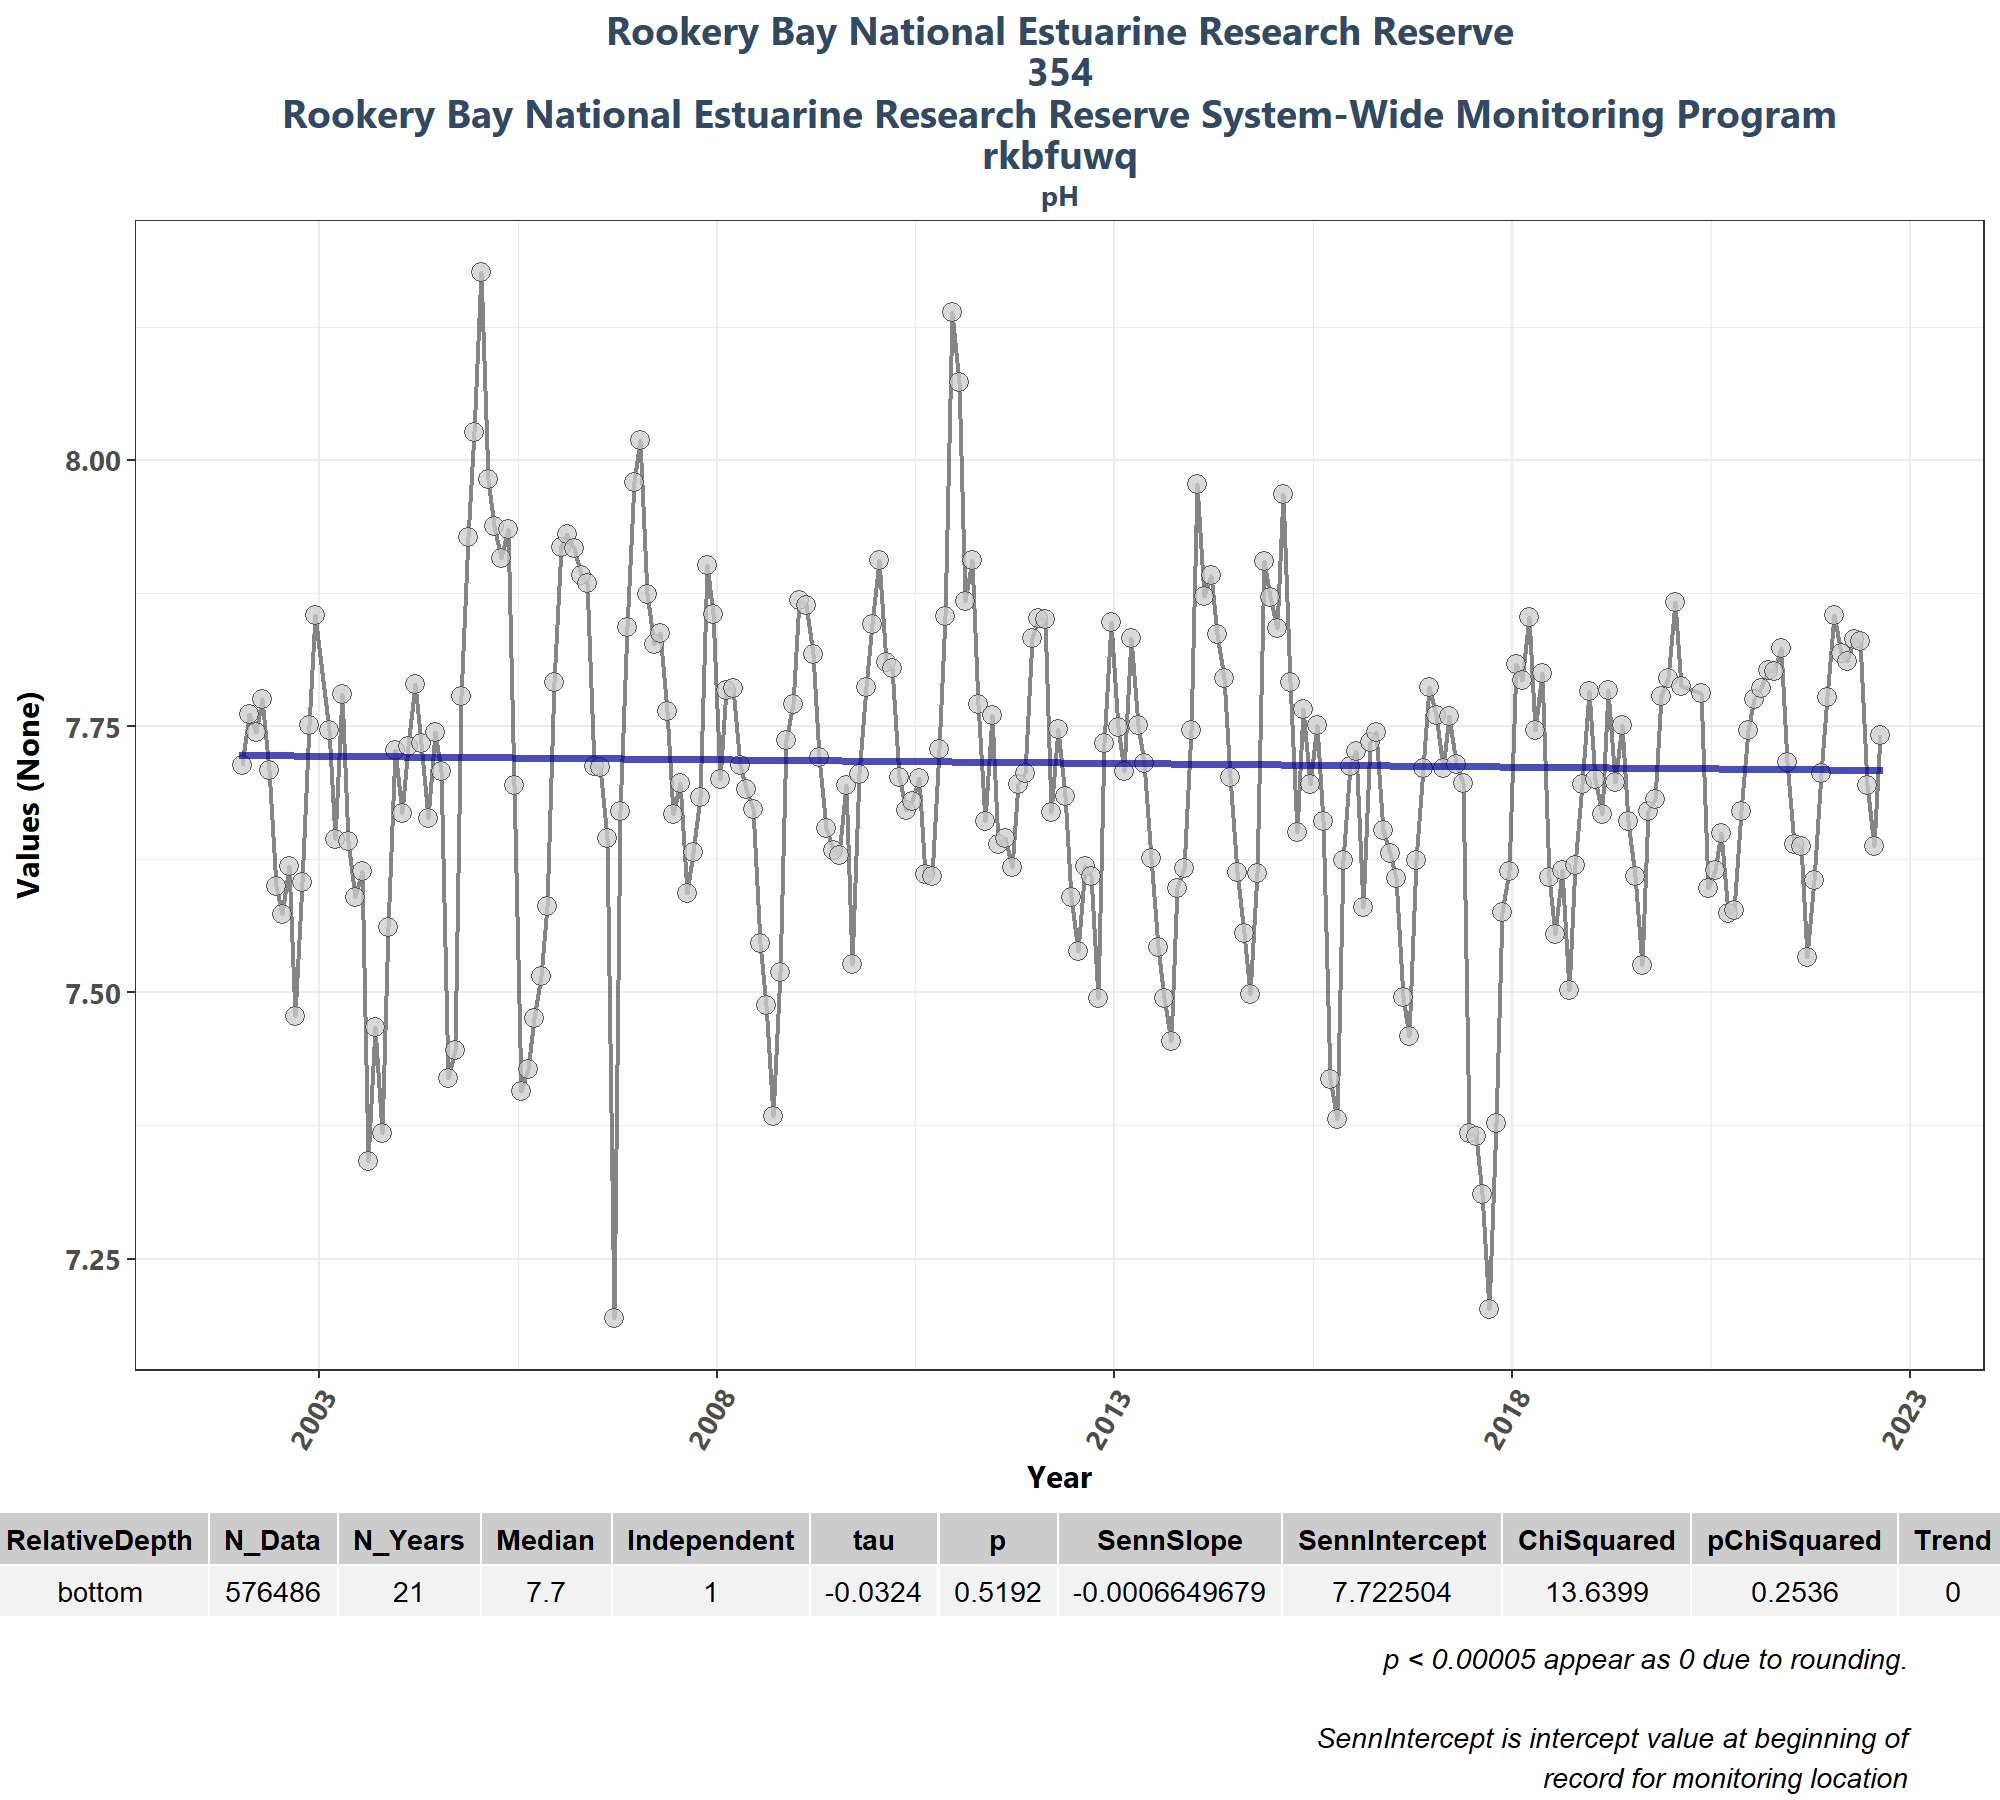 Rookery Bay National Estuarine Research Reserve
354
Rookery Bay National Estuarine Research Reserve System-Wide Monitoring Program
rkbfuwq
pH
Values (None)
8.00
7.75
7.50
7.25
2003 2008 2013 2018 2023
Year
RelativeDepth N_Data N_Years Median Independent tau p SennSlope SennIntercept ChiSquared pChiSquared Trend
bottom 576486 21 7.7 1 -0.0324 0.5192 -0.0006649679 7.722504 13.6399 0.2536 0
p < 0.00005 appear as 0 due to rounding.
SennIntercept is intercept value at beginning of
record for monitoring location